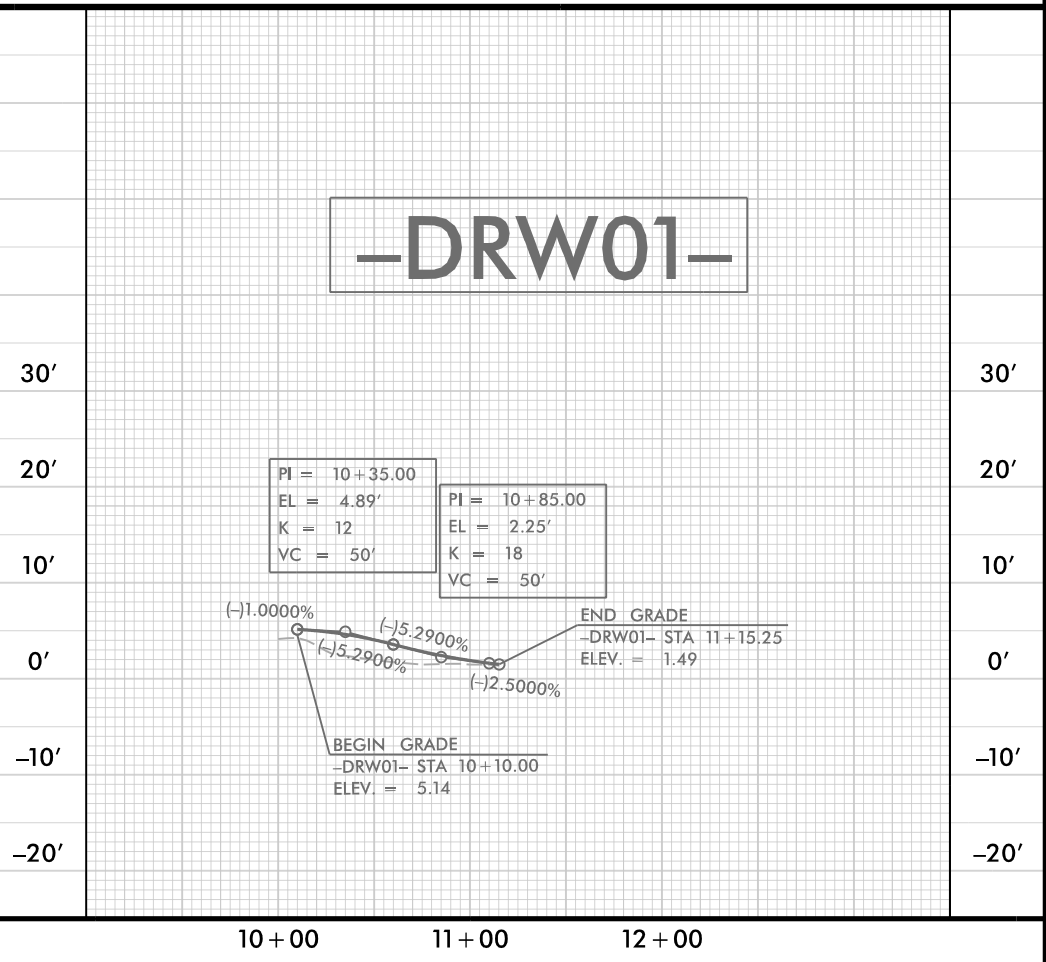 –DRW01–
30′ 30′
20′ 20′
PI = 10+35.00
EL = 4.89′
K = 12
VC = 50′
PI = 10+85.00
EL = 2.25′
K = 18
VC = 50′
10′ 10′
(–)1.0000%
(–)5.2900%
(–)5.2900%
(–)2.5000%
END GRADE
–DRW01– STA 11+15.25
ELEV. = 1.49
0′ 0′
BEGIN GRADE
–DRW01– STA 10+10.00
ELEV. = 5.14
–10′ –10′
–20′ –20′
10+00 11+00 12+00